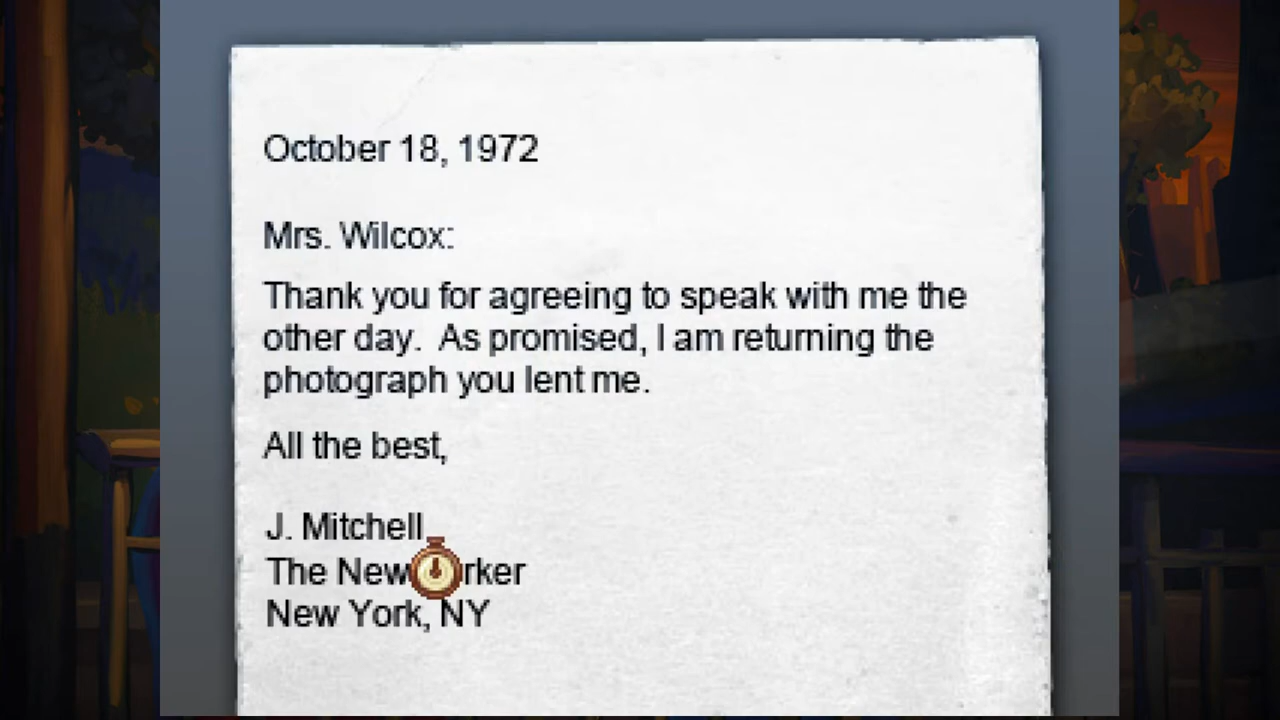 October 18, 1972
Mrs. Wilcox:
Thank you for agreeing to speak with me the
other day.  As promised, I am returning the
photograph you lent me.
All the best,
J. Mitchell
The New
New York, NY